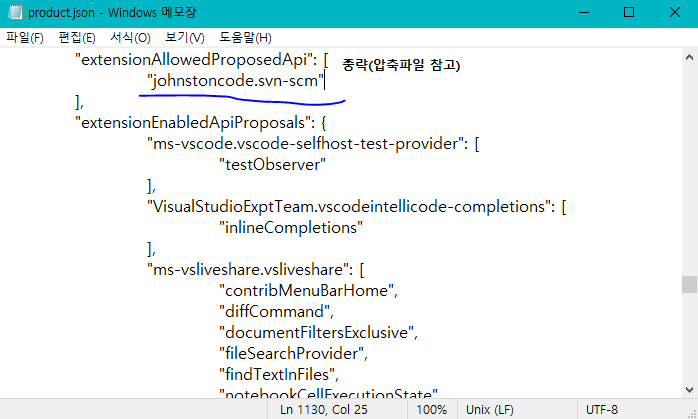 product.json - Windows 메모장
파일(F) 편집(E) 서식(O) 보기(V) 도움말(H)
"extensionAllowedProposedApi": [ 종략(압축파일 참고)
"johnstoncode.svn-scm"
],
"extensionEnabledApiProposals": {
"ms-vscode.vscode-selfhost-test-provider": [
"testObserver"
],
"VisualStudioExptTeam.vscodeintellicode-completions": [
"inlineCompletions"
],
"ms-vsliveshare.vsliveshare": [
"contribMenuBarHome",
"diffCommand",
"documentFiltersExclusive",
"fileSearchProvider",
"findTextInFiles",
"notebookCellExecutionState",
Ln 1130, Col 25 100% Unix (LF) UTF-8